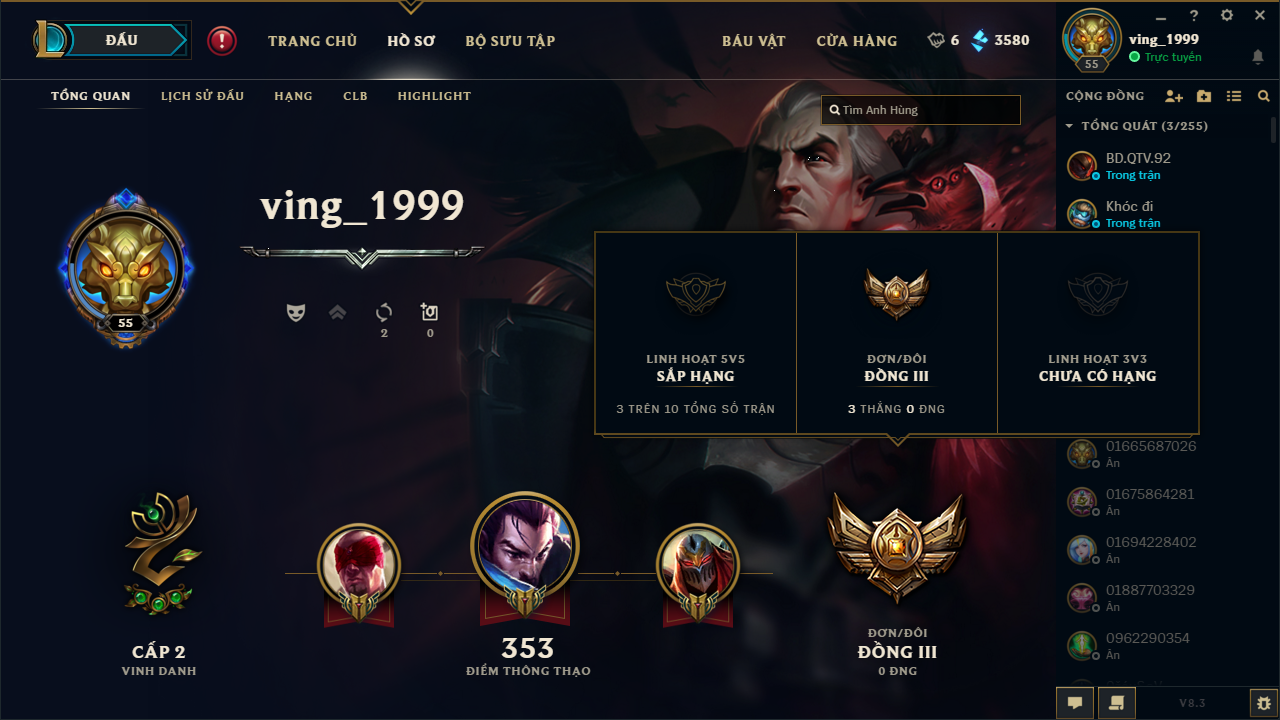 ĐẤU
TRANG CHỦ
HỒ SƠ
BỘ SƯU TẬP
BÁU VẬT
CỬA HÀNG
6
3580
?
ving_1999
Trực tuyến
55
TỔNG QUAN
LỊCH SỬ ĐẤU
HẠNG
CLB
HIGHLIGHT
Tìm Anh Hùng
CỘNG ĐỒNG
TỔNG QUÁT (3/255)
BD.QTV.92
Trong trận
Khóc đi
Trong trận
ving_1999
55
2
0
LINH HOẠT 5V5
SẮP HẠNG
3 TRÊN 10 TỔNG SỐ TRẬN
ĐƠN/ĐÔI
ĐỒNG III
3 THẮNG 0 ĐNG
LINH HOẠT 3V3
CHƯA CÓ HẠNG
01665687026
Ẩn
01675864281
Ẩn
01694228402
Ẩn
01887703329
Ẩn
0962290354
Ẩn
CẤP 2
VINH DANH
353
ĐIỂM THÔNG THẠO
ĐƠN/ĐÔI
ĐỒNG III
0 ĐNG
V8.3